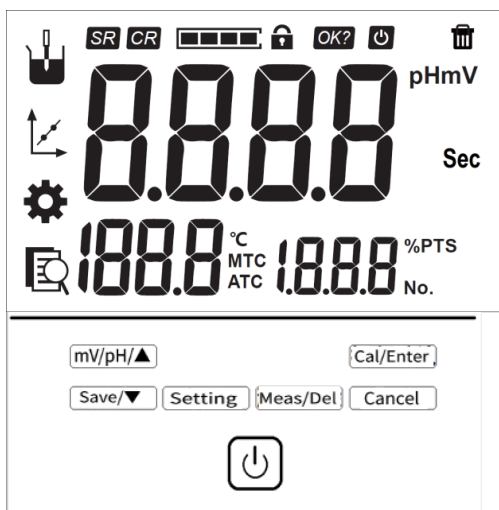 SR CR OK?
8.8.8.8
pHmV
Sec
188.8
℃
MTC
ATC
1.8.8.8
%PTS
No.
mV/pH/▲ Cal/Enter
Save/▼ Setting Meas/Del Cancel